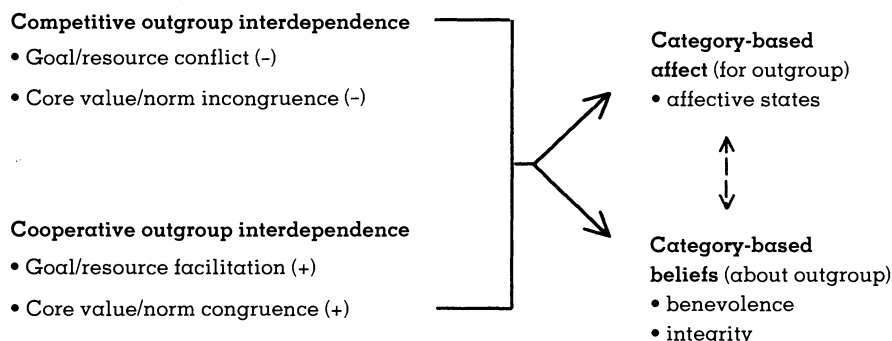 Competitive outgroup interdependence
• Goal/resource conflict (–)
• Core value/norm incongruence (–)
Cooperative outgroup interdependence
• Goal/resource facilitation (+)
• Core value/norm congruence (+)
Category-based
affect (for outgroup)
• affective states
Category-based
beliefs (about outgroup)
• benevolence
• integrity